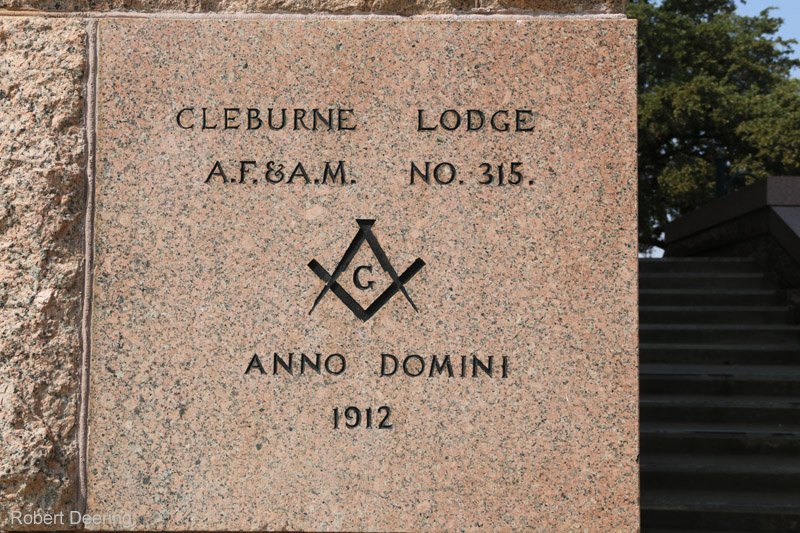 CLEBURNE LODGE
A.F.&A.M. NO. 315.
G
ANNO DOMINI
1912
Robert Deering